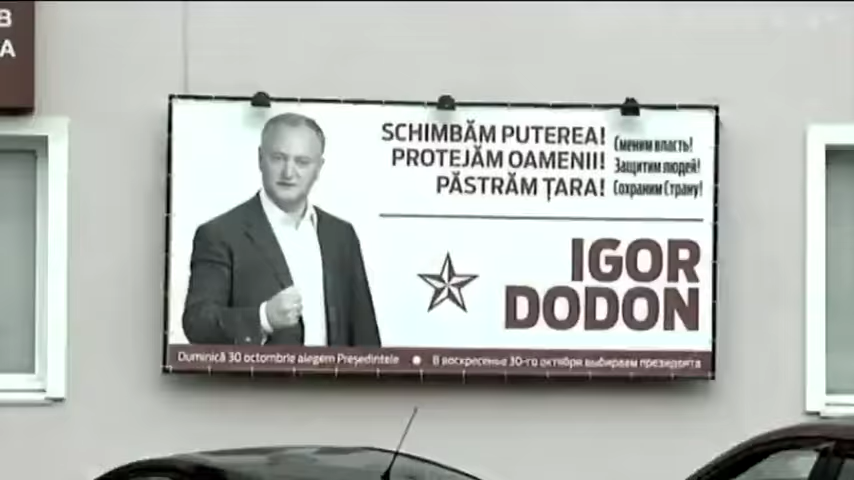 В
А
SCHIMBĂM PUTEREA!
PROTEJĂM OAMENII!
PĂSTRĂM ȚARA!
Сменим власть!
Защитим людей!
Сохраним Страну!
IGOR
DODON
Duminică 30 octombrie alegem Președintele ● В воскресенье 30-го октября выбираем президента